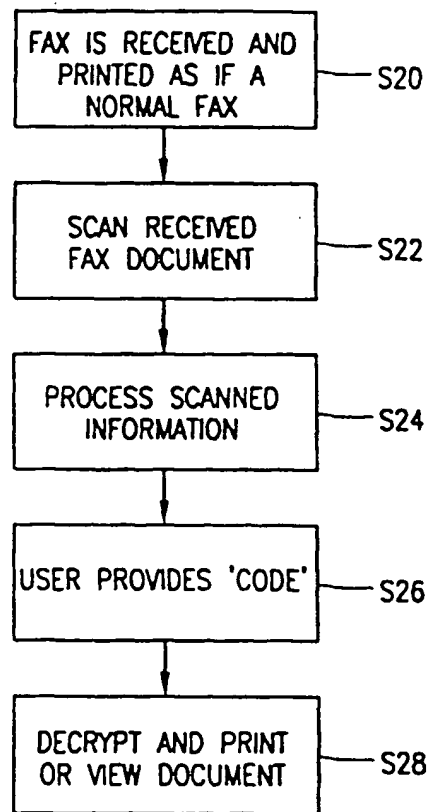 FAX IS RECEIVED AND
PRINTED AS IF A
NORMAL FAX
S20
SCAN RECEIVED
FAX DOCUMENT
S22
PROCESS SCANNED
INFORMATION
S24
USER PROVIDES 'CODE'
S26
DECRYPT AND PRINT
OR VIEW DOCUMENT
S28